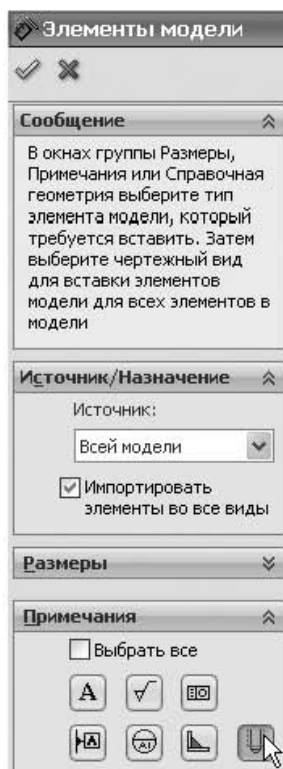 Элементы модели
Сообщение
В окнах группы Размеры,
Примечания или Справочная
геометрия выберите тип
элемента модели, который
требуется вставить. Затем
выберите чертежный вид
для вставки элементов
модели для всех элементов в
модели
Источник/Назначение
Источник:
Всей модели
Импортировать
элементы во все виды
Размеры
Примечания
Выбрать все
A
A
A1